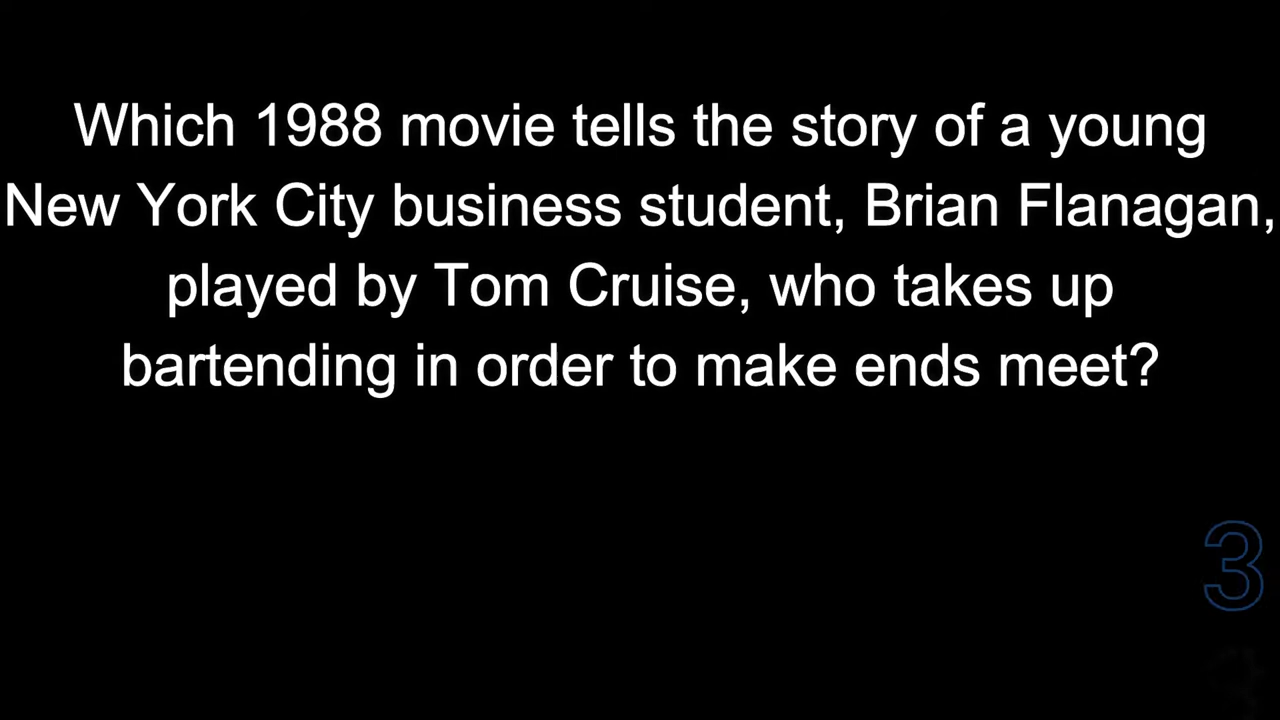 Which 1988 movie tells the story of a young
New York City business student, Brian Flanagan,
played by Tom Cruise, who takes up
bartending in order to make ends meet?
3